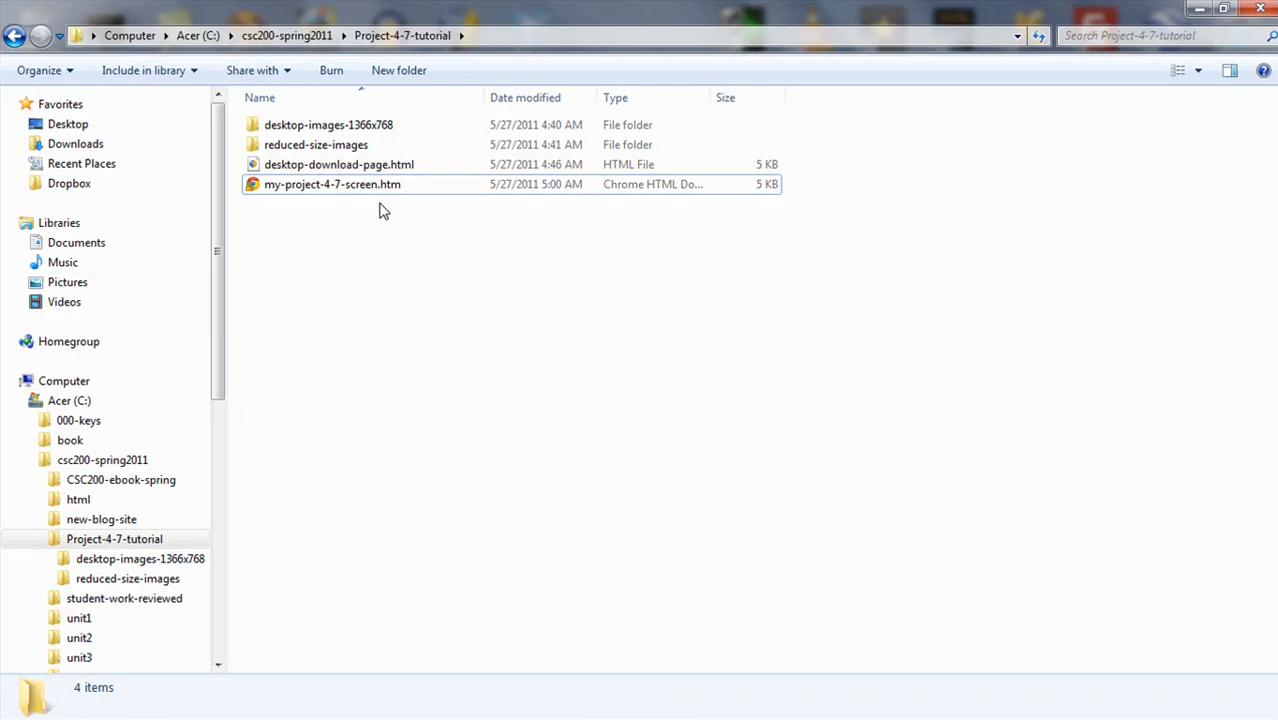 Computer Acer (C:) csc200-spring2011 Project-4-7-tutorial Search Project-4-7-tutorial
Organize Include in library Share with Burn New folder
Name Date modified Type Size
desktop-images-1366x768 5/27/2011 4:40 AM File folder
reduced-size-images 5/27/2011 4:41 AM File folder
desktop-download-page.html 5/27/2011 4:46 AM HTML File 5 KB
my-project-4-7-screen.htm 5/27/2011 5:00 AM Chrome HTML Do... 5 KB
Favorites
Desktop
Downloads
Recent Places
Dropbox
Libraries
Documents
Music
Pictures
Videos
Homegroup
Computer
Acer (C:)
000-keys
book
csc200-spring2011
CSC200-ebook-spring
html
new-blog-site
Project-4-7-tutorial
desktop-images-1366x768
reduced-size-images
student-work-reviewed
unit1
unit2
unit3
4 items